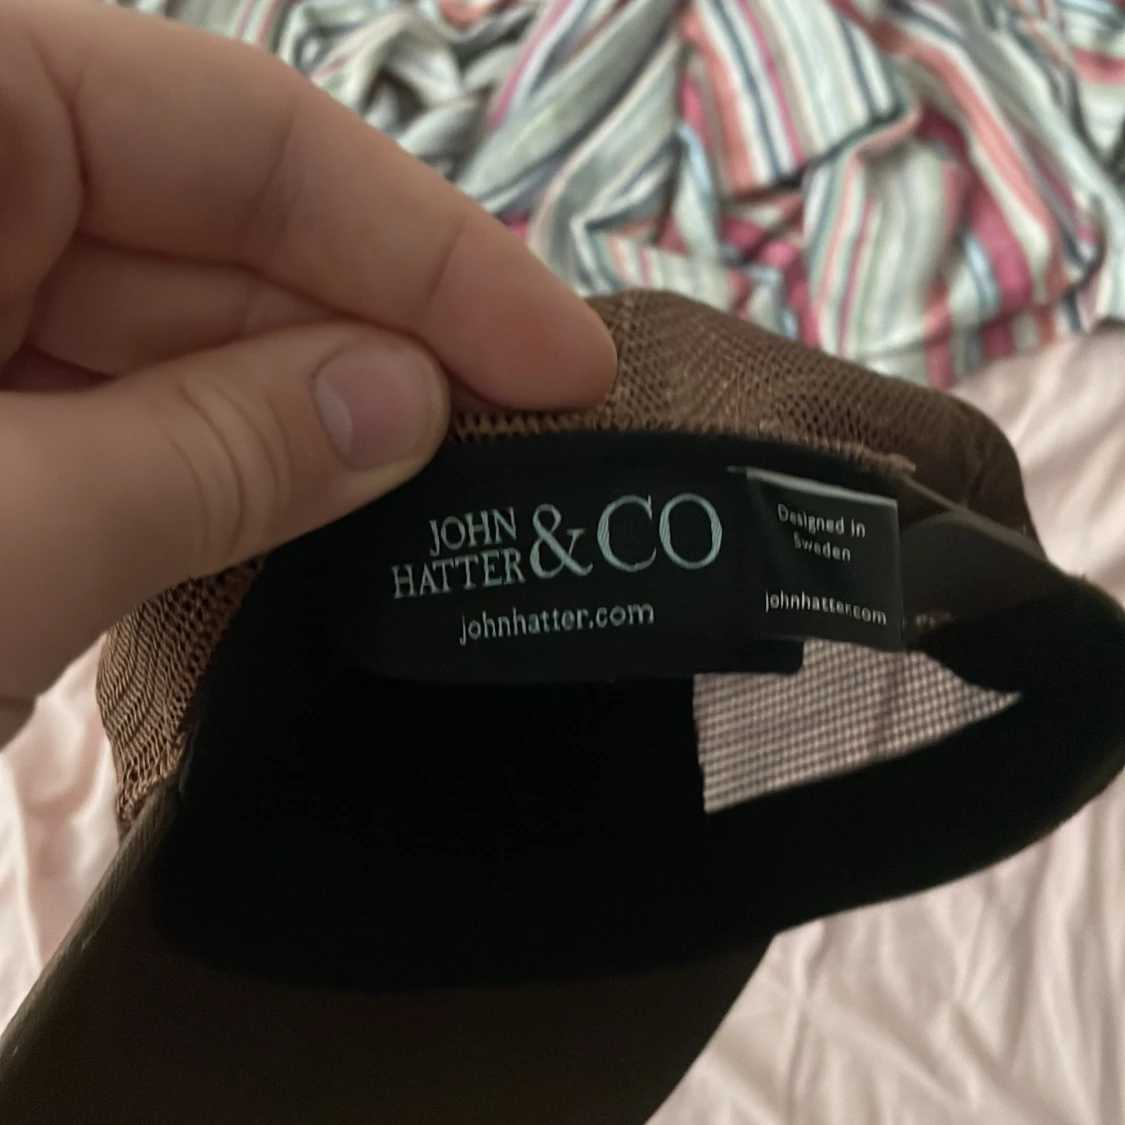 JOHN
HATTER
&CO
johnhatter.com
Designed in
Sweden
johnhatter.com